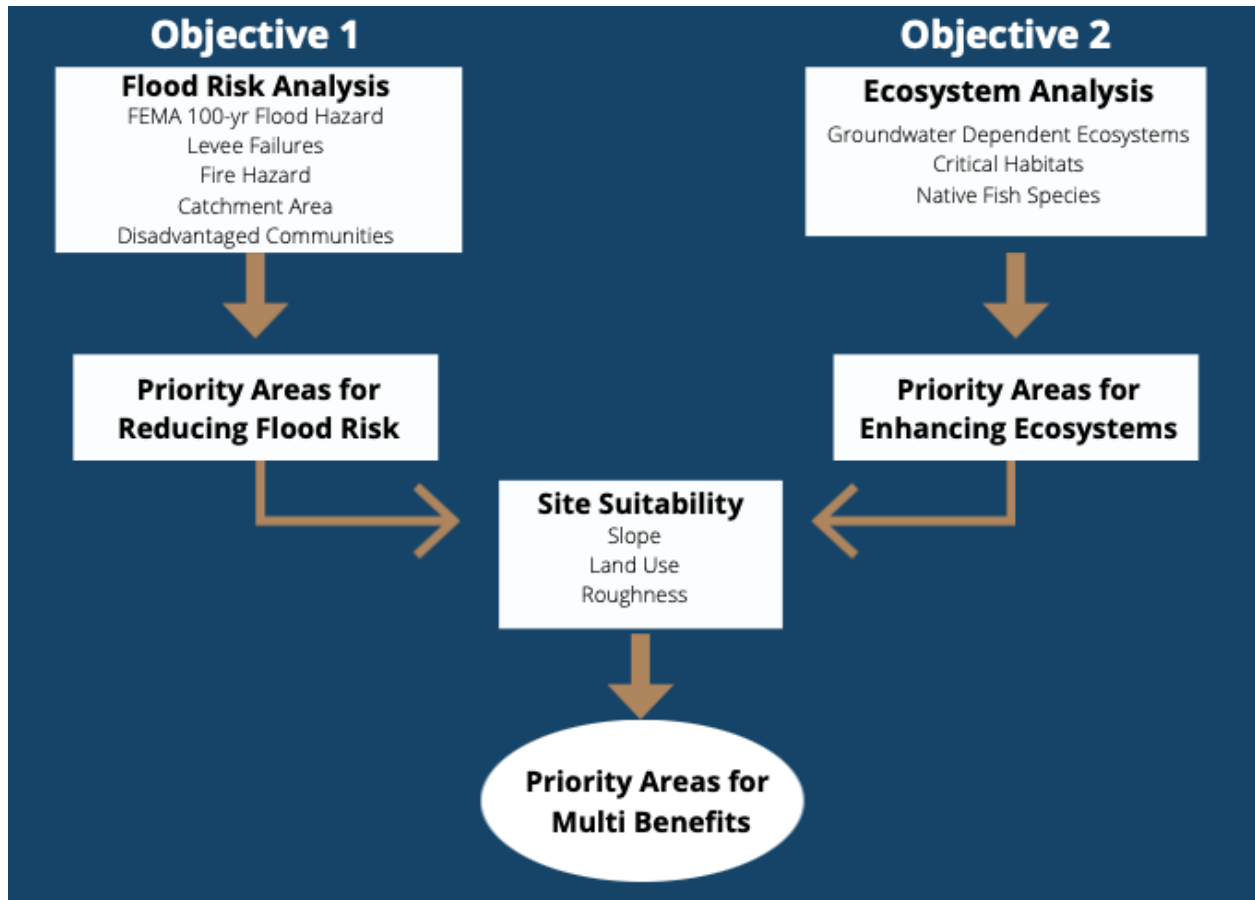 Objective 1
Flood Risk Analysis
FEMA 100-yr Flood Hazard
Levee Failures
Fire Hazard
Catchment Area
Disadvantaged Communities
Priority Areas for
Reducing Flood Risk
Objective 2
Ecosystem Analysis
Groundwater Dependent Ecosystems
Critical Habitats
Native Fish Species
Priority Areas for
Enhancing Ecosystems
Site Suitability
Slope
Land Use
Roughness
Priority Areas for
Multi Benefits